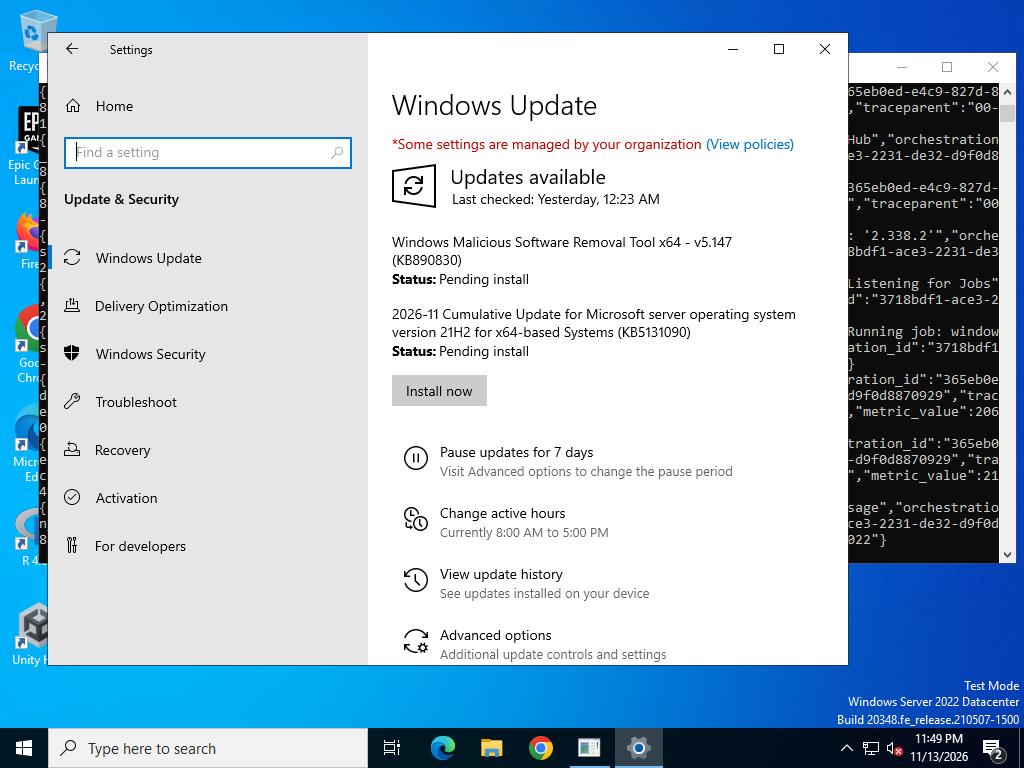 Recyc
Settings
Home
Find a setting
Update & Security
Windows Update
Delivery Optimization
Windows Security
Troubleshoot
Recovery
Activation
For developers
Windows Update
*Some settings are managed by your organization (View policies)
Updates available
Last checked: Yesterday, 12:23 AM
Windows Malicious Software Removal Tool x64 - v5.147
(KB890830)
Status: Pending install
2026-11 Cumulative Update for Microsoft server operating system
version 21H2 for x64-based Systems (KB5131090)
Status: Pending install
Install now
Pause updates for 7 days
Visit Advanced options to change the pause period
Change active hours
Currently 8:00 AM to 5:00 PM
View update history
See updates installed on your device
Advanced options
Additional update controls and settings
365eb0ed-e4c9-827d-8
","traceparent":"00-
Hub","orchestration
e3-2231-de32-d9f0d8
365eb0ed-e4c9-827d-
","traceparent":"00
: '2.338.2'","orche
8bdf1-ace3-2231-de3
Listening for Jobs"
d":"3718bdf1-ace3-2
Running job: window
ation_id":"3718bdf1
}
ration_id":"365eb0e
d9f0d8870929","trac
,"metric_value":206
tration_id":"365eb0
-d9f0d8870929","tra
","metric_value":21
sage","orchestration
ce3-2231-de32-d9f0d
022"}
Epic G
Laun
Fire
Goo
Chro
Micr
Ed
R 4.
Unity H
Test Mode
Windows Server 2022 Datacenter
Build 20348.fe_release.210507-1500
Type here to search
11:49 PM
11/13/2026
2